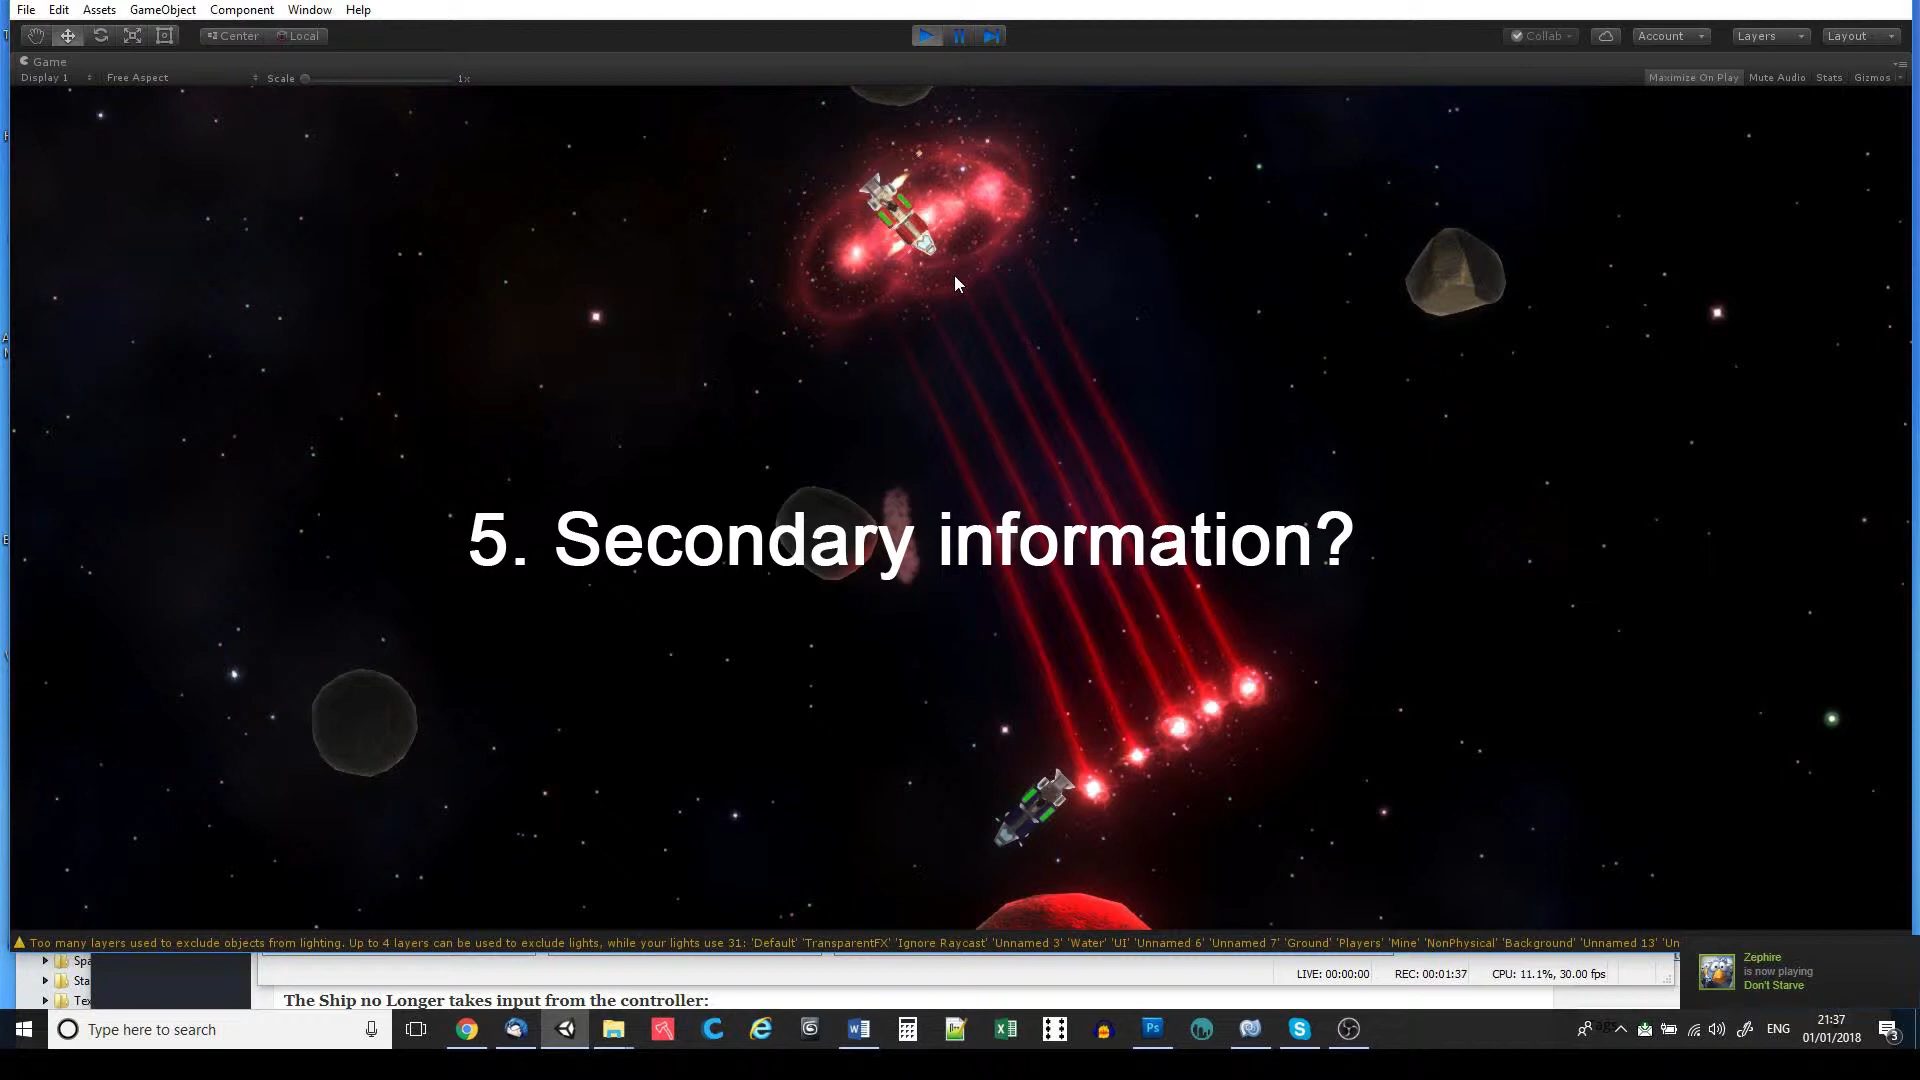 File Edit Assets GameObject Component Window Help
Center Local Collab Account Layers Layout
Game
Display 1 Free Aspect Scale 1x Maximize On Play Mute Audio Stats Gizmos
5. Secondary information?
Too many layers used to exclude objects from lighting. Up to 4 layers can be used to exclude lights, while your lights use 31: 'Default' 'TransparentFX' 'Ignore Raycast' 'Unnamed 3' 'Water' 'UI' 'Unnamed 6' 'Unnamed 7' 'Ground' 'Players' 'Mine' 'NonPhysical' 'Background' 'Unnamed 13' 'Un
Zephire
is now playing
Don't Starve
Spa
Sta
Tex
LIVE: 00:00:00 REC: 00:01:37 CPU: 11.1%, 30.00 fps
The Ship no Longer takes input from the controller:
Type here to search
ENG
21:37
01/01/2018
3